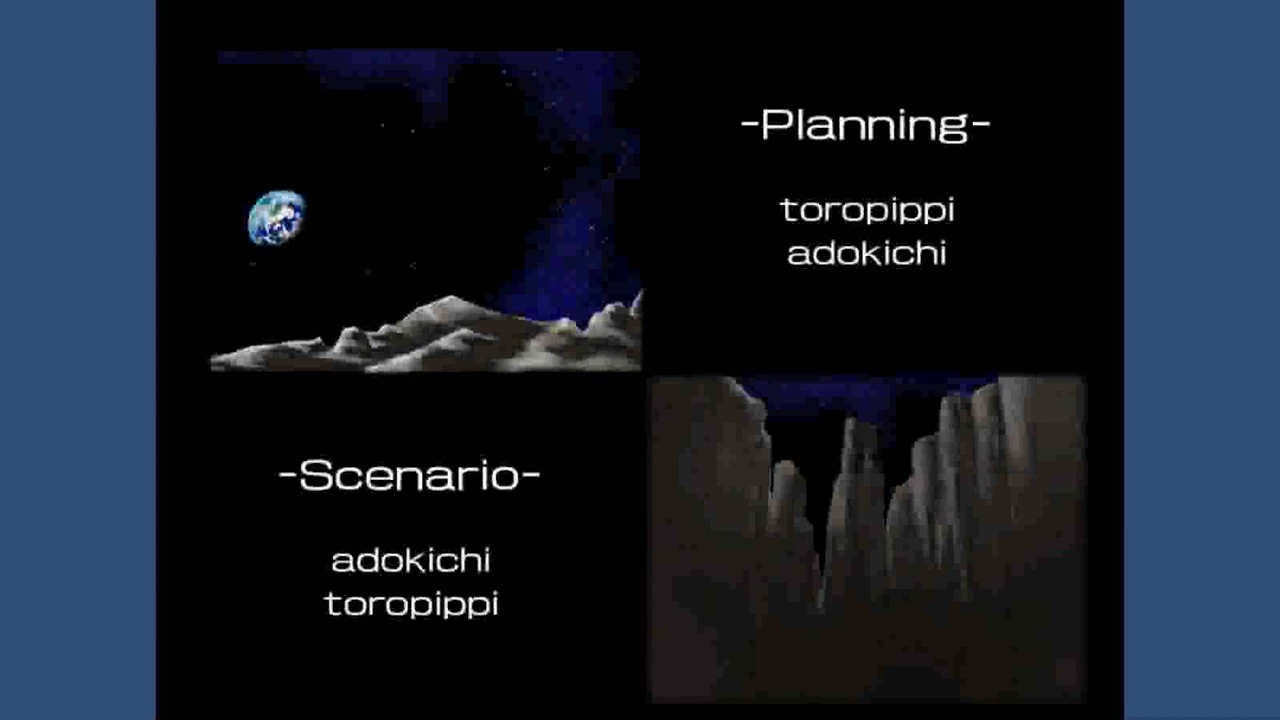 -Planning-
toropippi
adokichi
-Scenario-
adokichi
toropippi